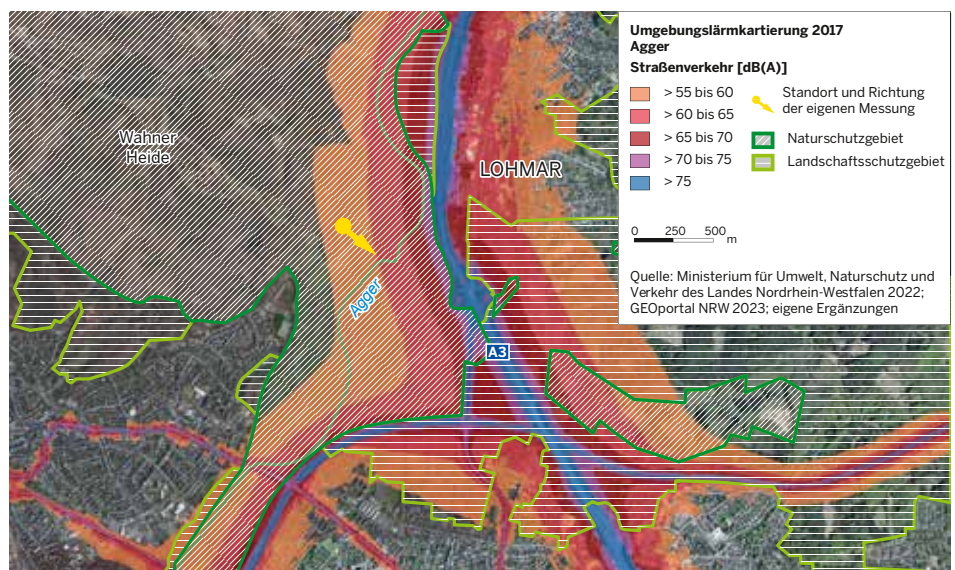 Umgebungslärmkartierung 2017
Agger
Straßenverkehr [dB(A)]
> 55 bis 60
> 60 bis 65
> 65 bis 70
> 70 bis 75
> 75
Standort und Richtung
der eigenen Messung
Naturschutzgebiet
Landschaftsschutzgebiet
0 250 500 m
Quelle: Ministerium für Umwelt, Naturschutz und
Verkehr des Landes Nordrhein-Westfalen 2022;
GEOportal NRW 2023; eigene Ergänzungen
Wahner
Heide
LOHMAR
Agger
A3